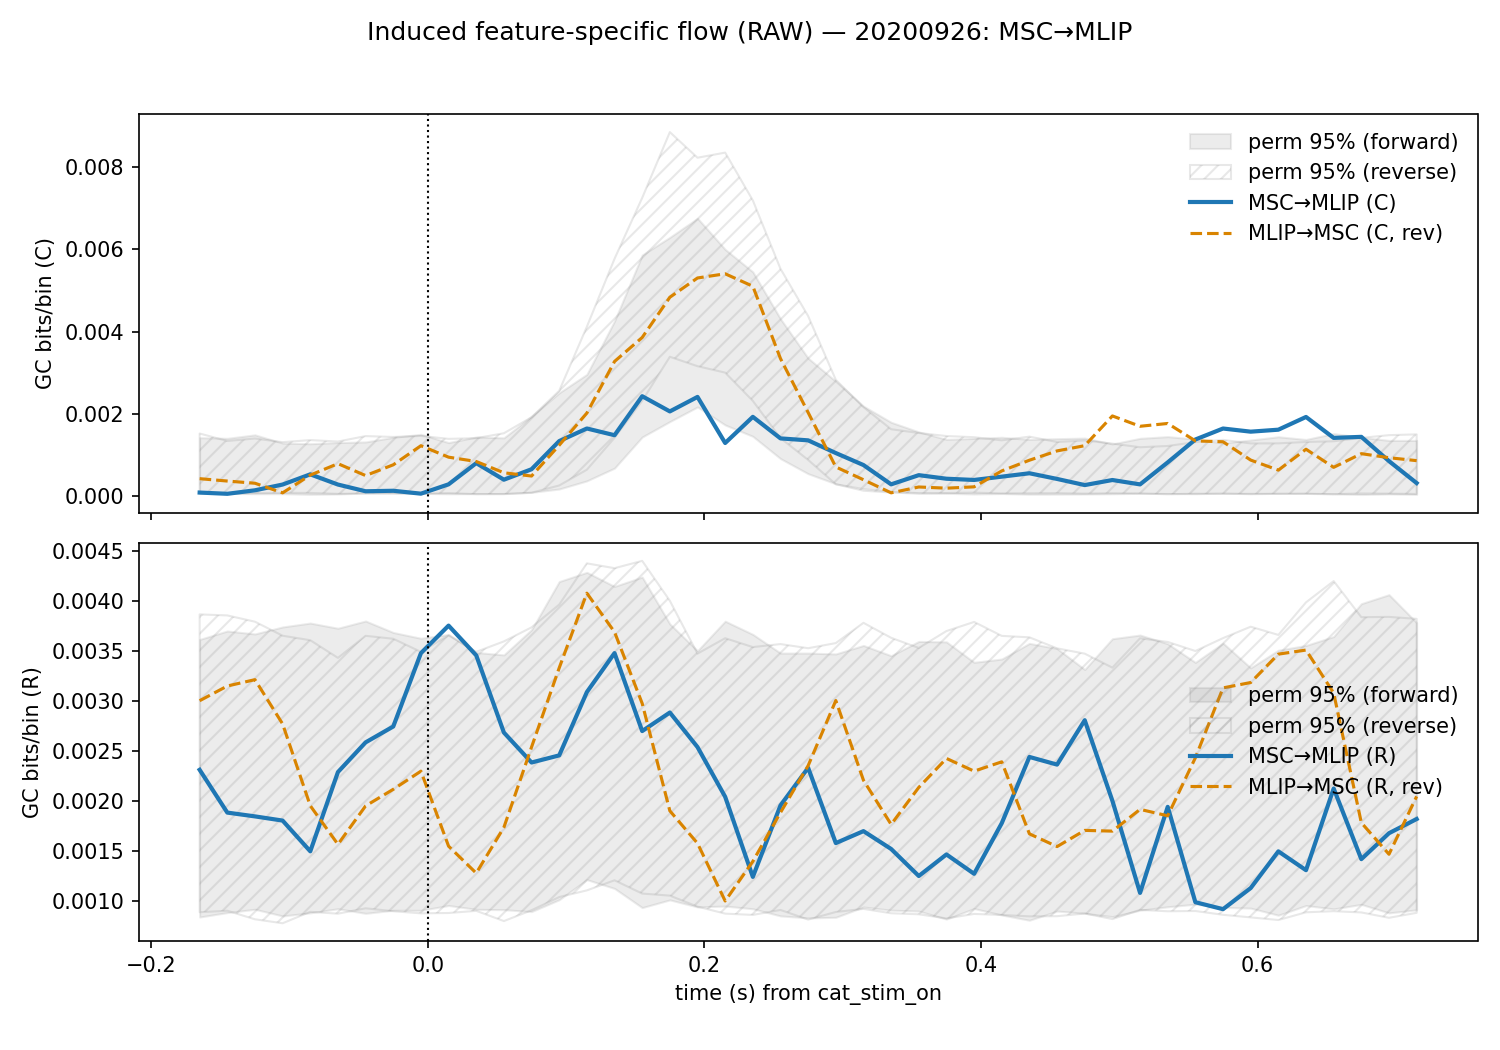 Induced feature-specific flow (RAW) — 20200926: MSC→MLIP
GC bits/bin (C)
0.008
0.006
0.004
0.002
0.000
perm 95% (forward)
perm 95% (reverse)
MSC→MLIP (C)
MLIP→MSC (C, rev)
GC bits/bin (R)
0.0045
0.0040
0.0035
0.0030
0.0025
0.0020
0.0015
0.0010
perm 95% (forward)
perm 95% (reverse)
MSC→MLIP (R)
MLIP→MSC (R, rev)
−0.2 0.0 0.2 0.4 0.6
time (s) from cat_stim_on